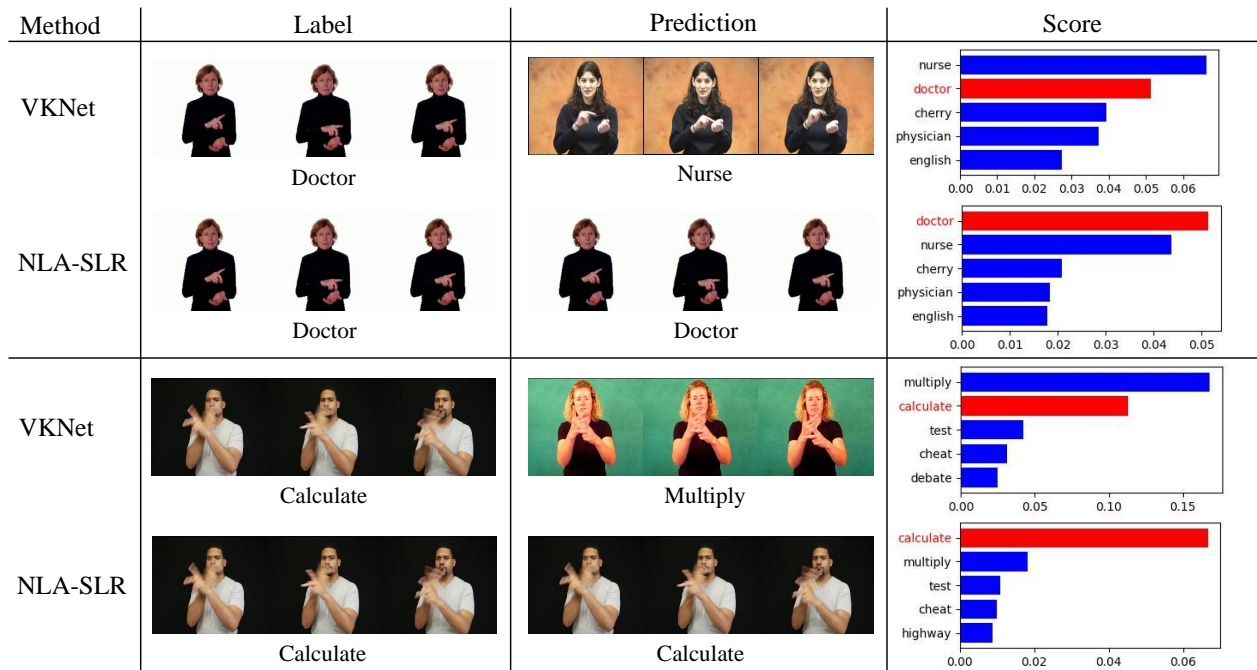 Method Label Prediction Score
VKNet
Doctor
Nurse
nurse
doctor
cherry
physician
english
0.00 0.01 0.02 0.03 0.04 0.05 0.06
NLA-SLR
Doctor
Doctor
doctor
nurse
cherry
physician
english
0.00 0.01 0.02 0.03 0.04 0.05
VKNet
Calculate
Multiply
multiply
calculate
test
cheat
debate
0.00 0.05 0.10 0.15
NLA-SLR
Calculate
Calculate
calculate
multiply
test
cheat
highway
0.00 0.02 0.04 0.06